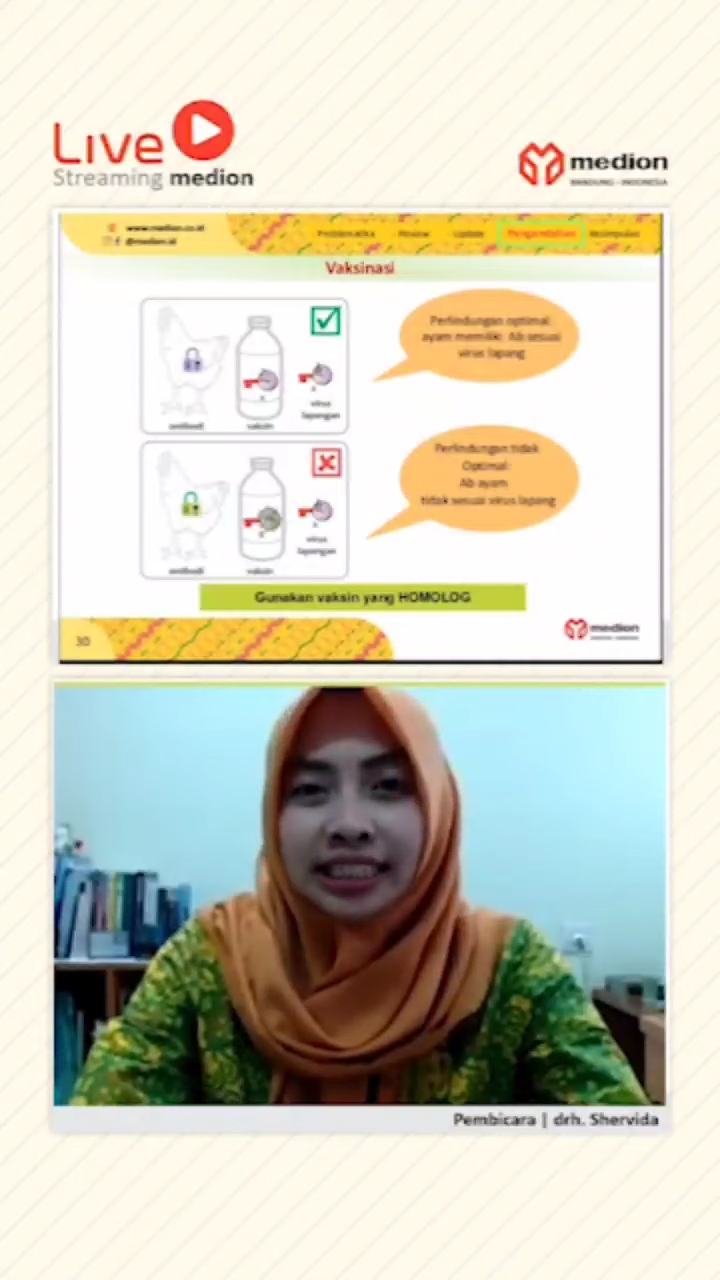 Live
Streaming medion
medion
BANDUNG - INDONESIA
www.medion.co.id
@medion.id
Problematika
Review
Update
Pengendalian
Kesimpulan
Vaksinasi
Perlindungan optimal:
ayam memiliki Ab sesuai
virus lapang
virus
lapangan
antibodi
vaksin
Perlindungan tidak
Optimal:
Ab ayam
tidak sesuai virus lapang
virus
lapangan
antibodi
vaksin
Gunakan vaksin yang HOMOLOG
30
medion
Pembicara | drh. Shervida